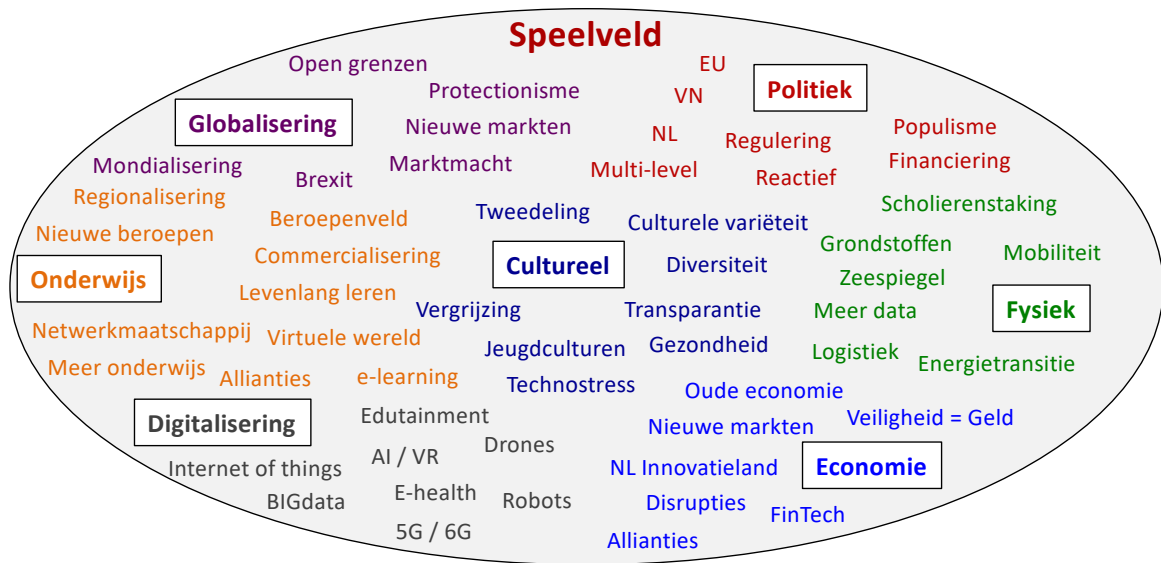 Speelveld
Open grenzen
Protectionisme
Globalisering
Nieuwe markten
Mondialisering
Brexit
Marktmacht
EU
VN
Politiek
NL
Regulering
Populisme
Multi-level
Reactief
Financiering
Regionalisering
Beroepenveld
Nieuwe beroepen
Commercialisering
Onderwijs
Levenlang leren
Netwerkmaatschappij
Virtuele wereld
Meer onderwijs
Allianties
e-learning
Tweedeling
Culturele variëteit
Cultureel
Diversiteit
Vergrijzing
Transparantie
Jeugdculturen
Gezondheid
Technostress
Scholierenstaking
Grondstoffen
Mobiliteit
Zeespiegel
Meer data
Fysiek
Logistiek
Energietransitie
Digitalisering
Edutainment
Drones
AI / VR
Internet of things
E-health
Robots
BIGdata
5G / 6G
Oude economie
Nieuwe markten
Veiligheid = Geld
NL Innovatieland
Economie
Disrupties
FinTech
Allianties